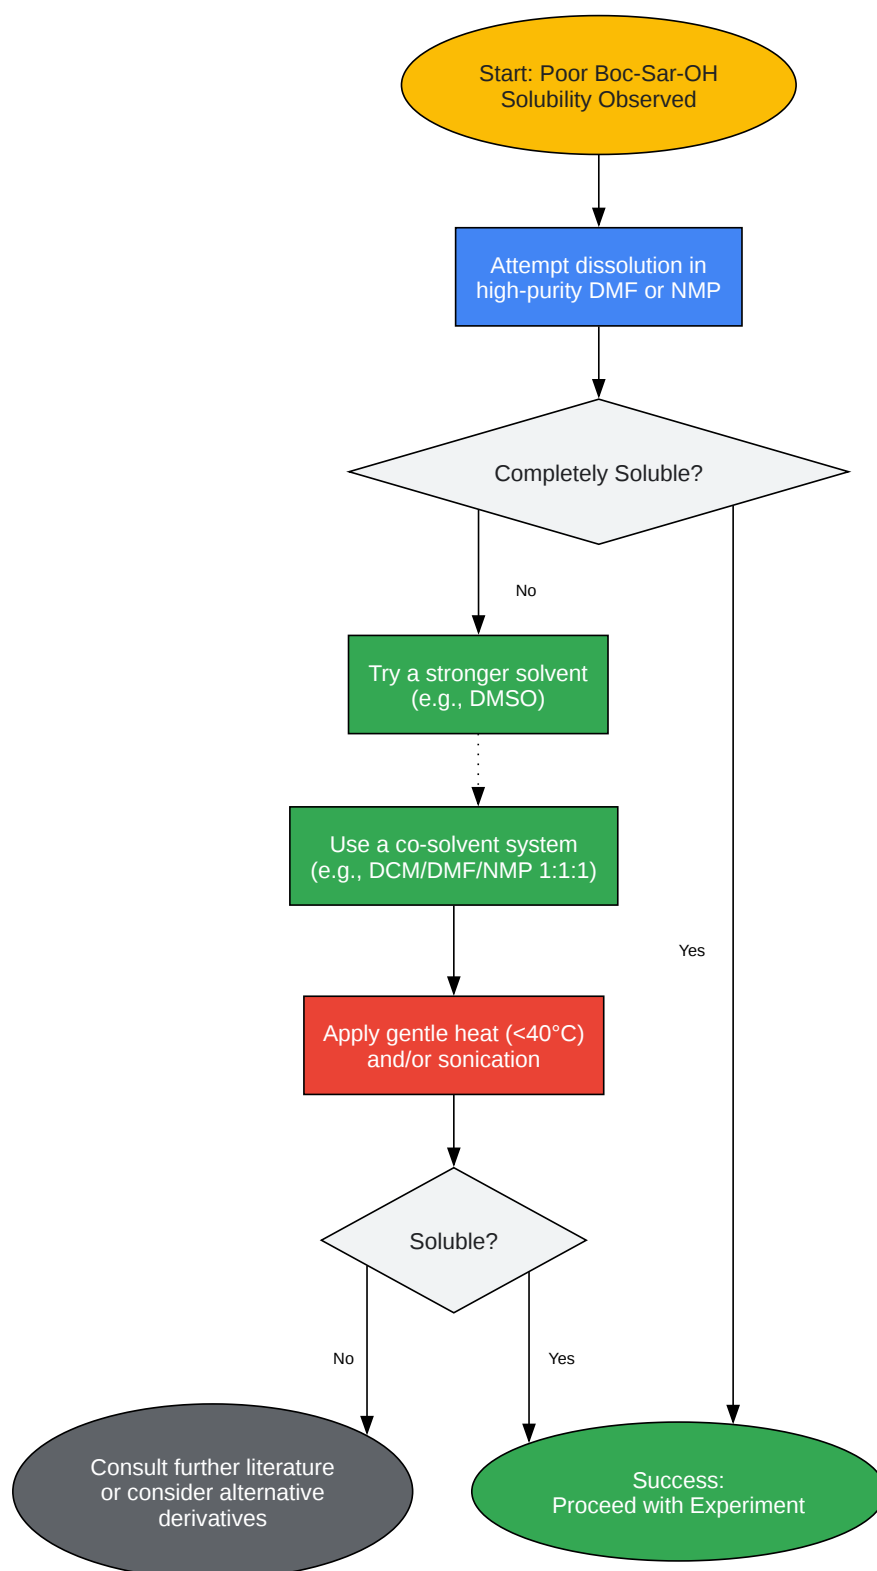 Start: Poor Boc-Sar-OH
Solubility Observed
Attempt dissolution in
high-purity DMF or NMP
Completely Soluble?
No
Try a stronger solvent
(e.g., DMSO)
Use a co-solvent system
(e.g., DCM/DMF/NMP 1:1:1)
Yes
Apply gentle heat (<40°C)
and/or sonication
Soluble?
No
Yes
Consult further literature
or consider alternative
derivatives
Success:
Proceed with Experiment